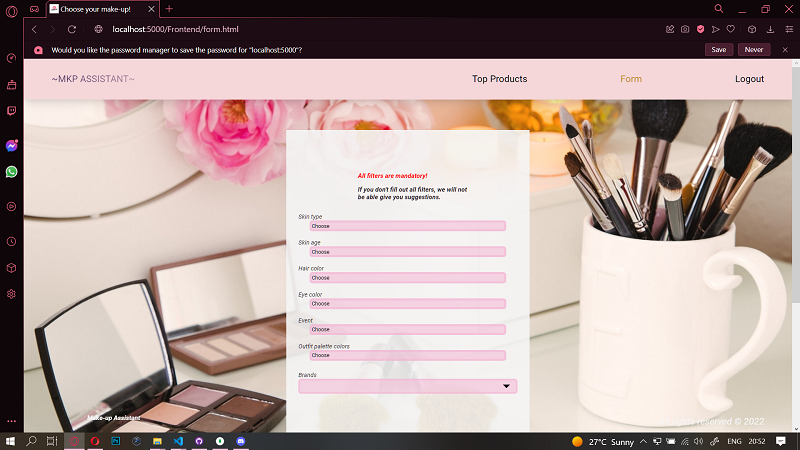 Choose your make-up!
localhost:5000/Frontend/form.html
Would you like the password manager to save the password for "localhost:5000"?
Save
Never
~MKP ASSISTANT~
Top Products
Form
Logout
All filters are mandatory!
If you don't fill out all filters, we will not
be able give you suggestions.
Skin type
Choose
Skin age
Choose
Hair color
Choose
Eye color
Choose
Event
Choose
Outfit palette colors
Choose
Brands
Make-up Assistant
reserved © 2022
27°C Sunny
ENG
20:52